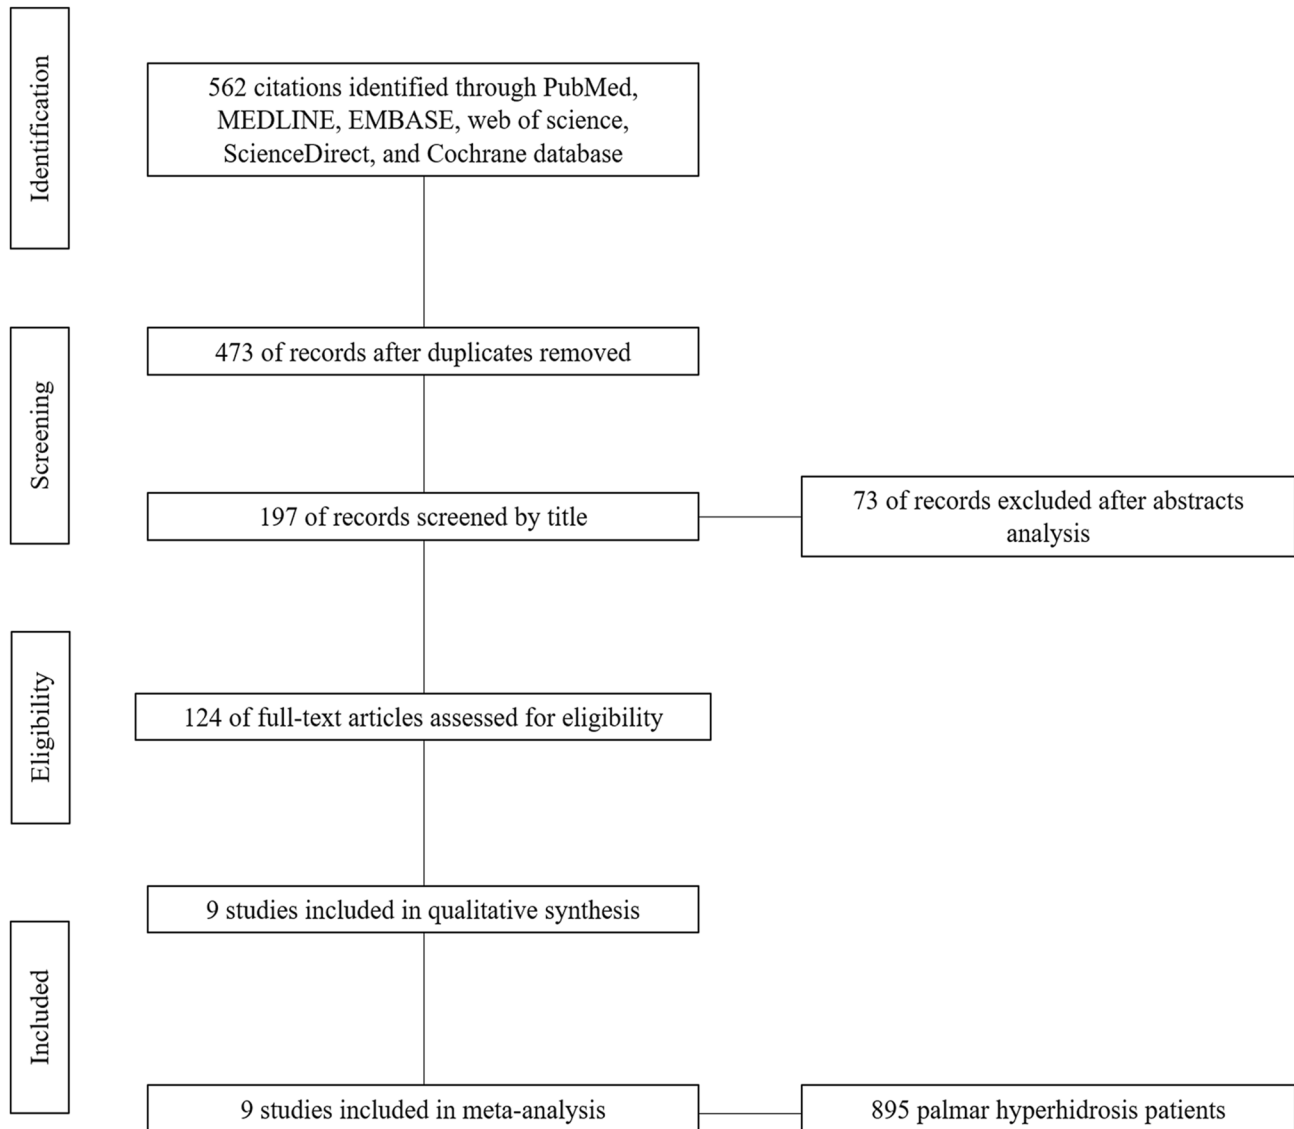 Identification
562 citations identified through PubMed,
MEDLINE, EMBASE, web of science,
ScienceDirect, and Cochrane database
Screening
473 of records after duplicates removed
197 of records screened by title
73 of records excluded after abstracts
analysis
Eligibility
124 of full-text articles assessed for eligibility
Included
9 studies included in qualitative synthesis
9 studies included in meta-analysis
895 palmar hyperhidrosis patients